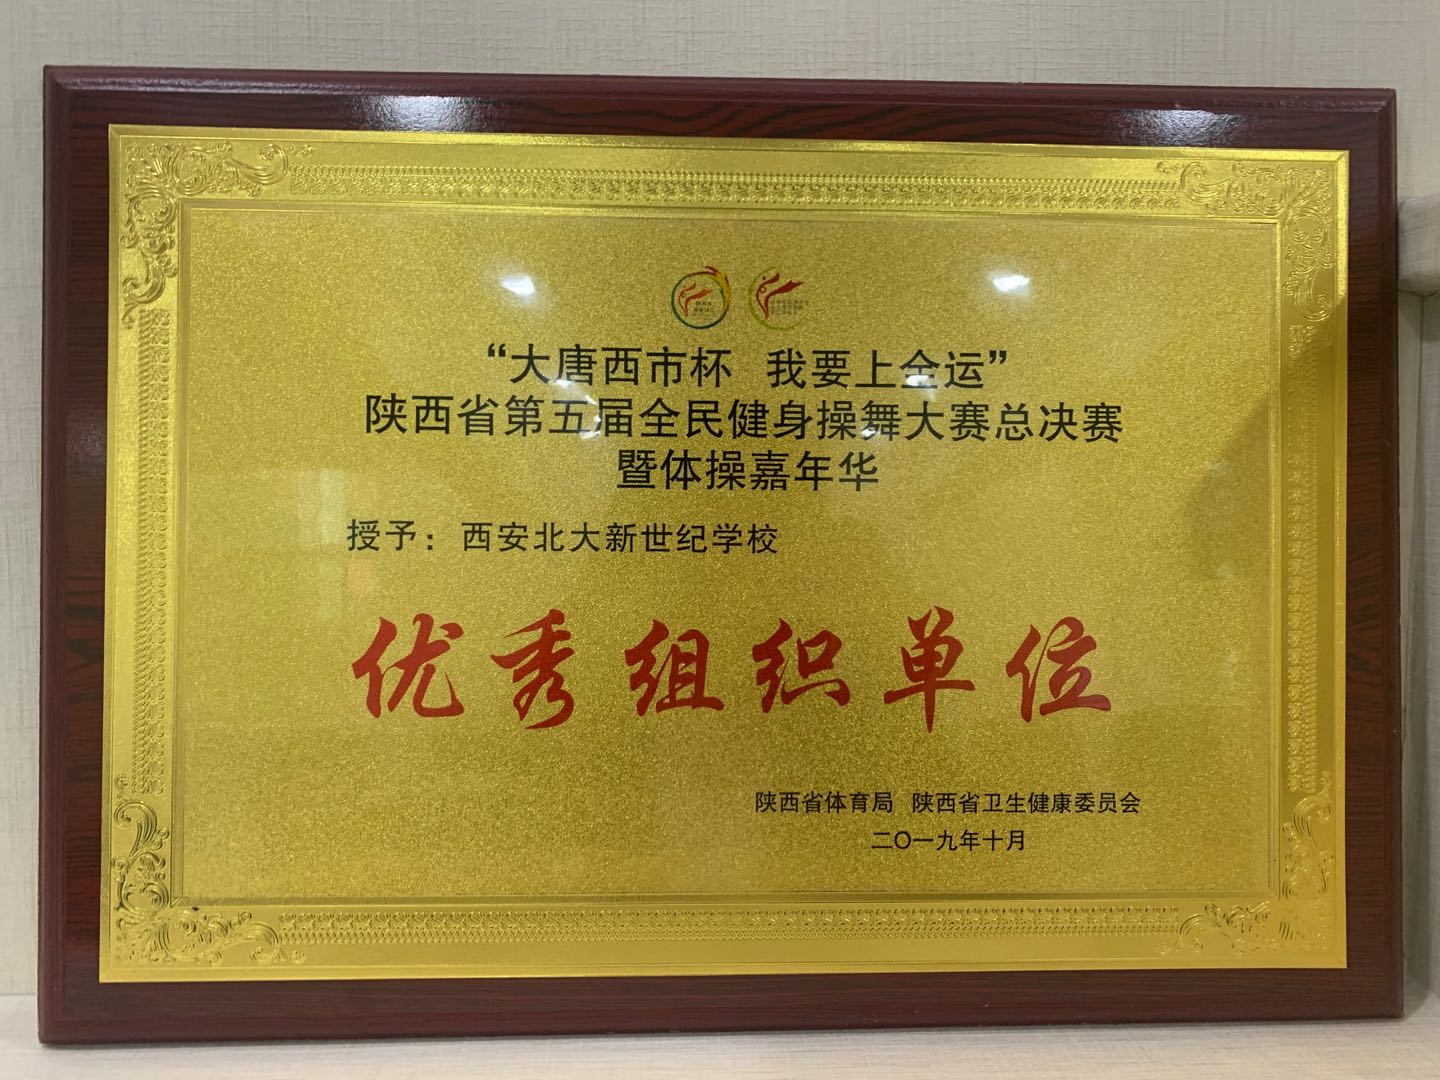 “大唐西市杯 我要上全运”
陕西省第五届全民健身操舞大赛总决赛
暨体操嘉年华
授予：西安北大新世纪学校
优秀组织单位
陕西省体育局 陕西省卫生健康委员会
二〇一九年十月